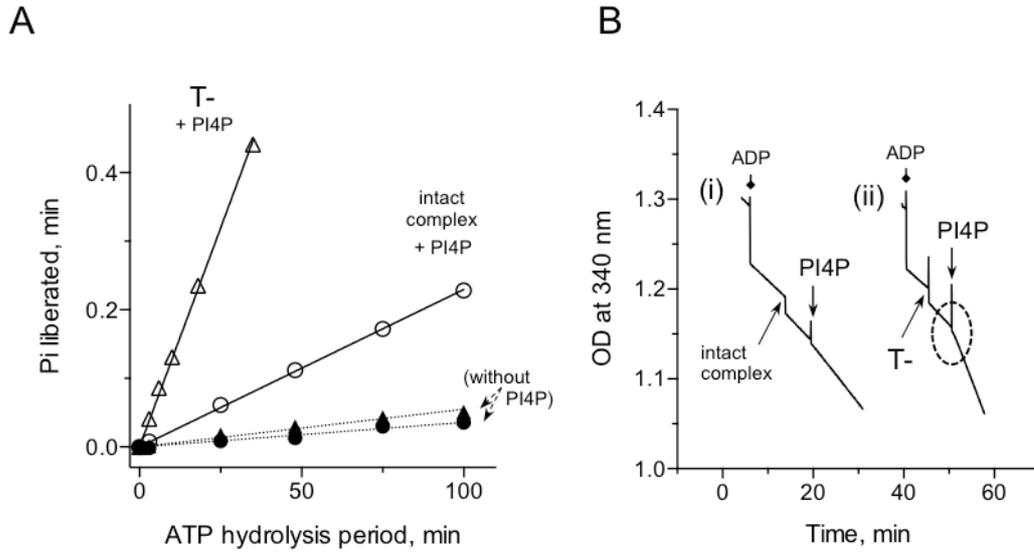 A
T-
+ PI4P
intact
complex
+ PI4P
(without
PI4P)
0.4
0.2
0.0
Pi liberated, min
0
50
100
ATP hydrolysis period, min
B
1.4
1.3
1.2
1.1
1.0
OD at 340 nm
ADP
(i)
PI4P
intact
complex
ADP
(ii)
PI4P
T-
0
20
40
60
Time, min